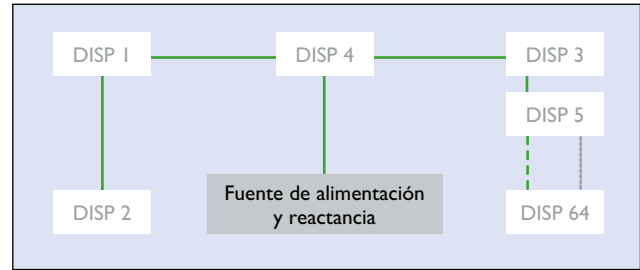 DISP 1
DISP 4
DISP 3
DISP 5
Fuente de alimentación
y reactancia
DISP 2
DISP 64